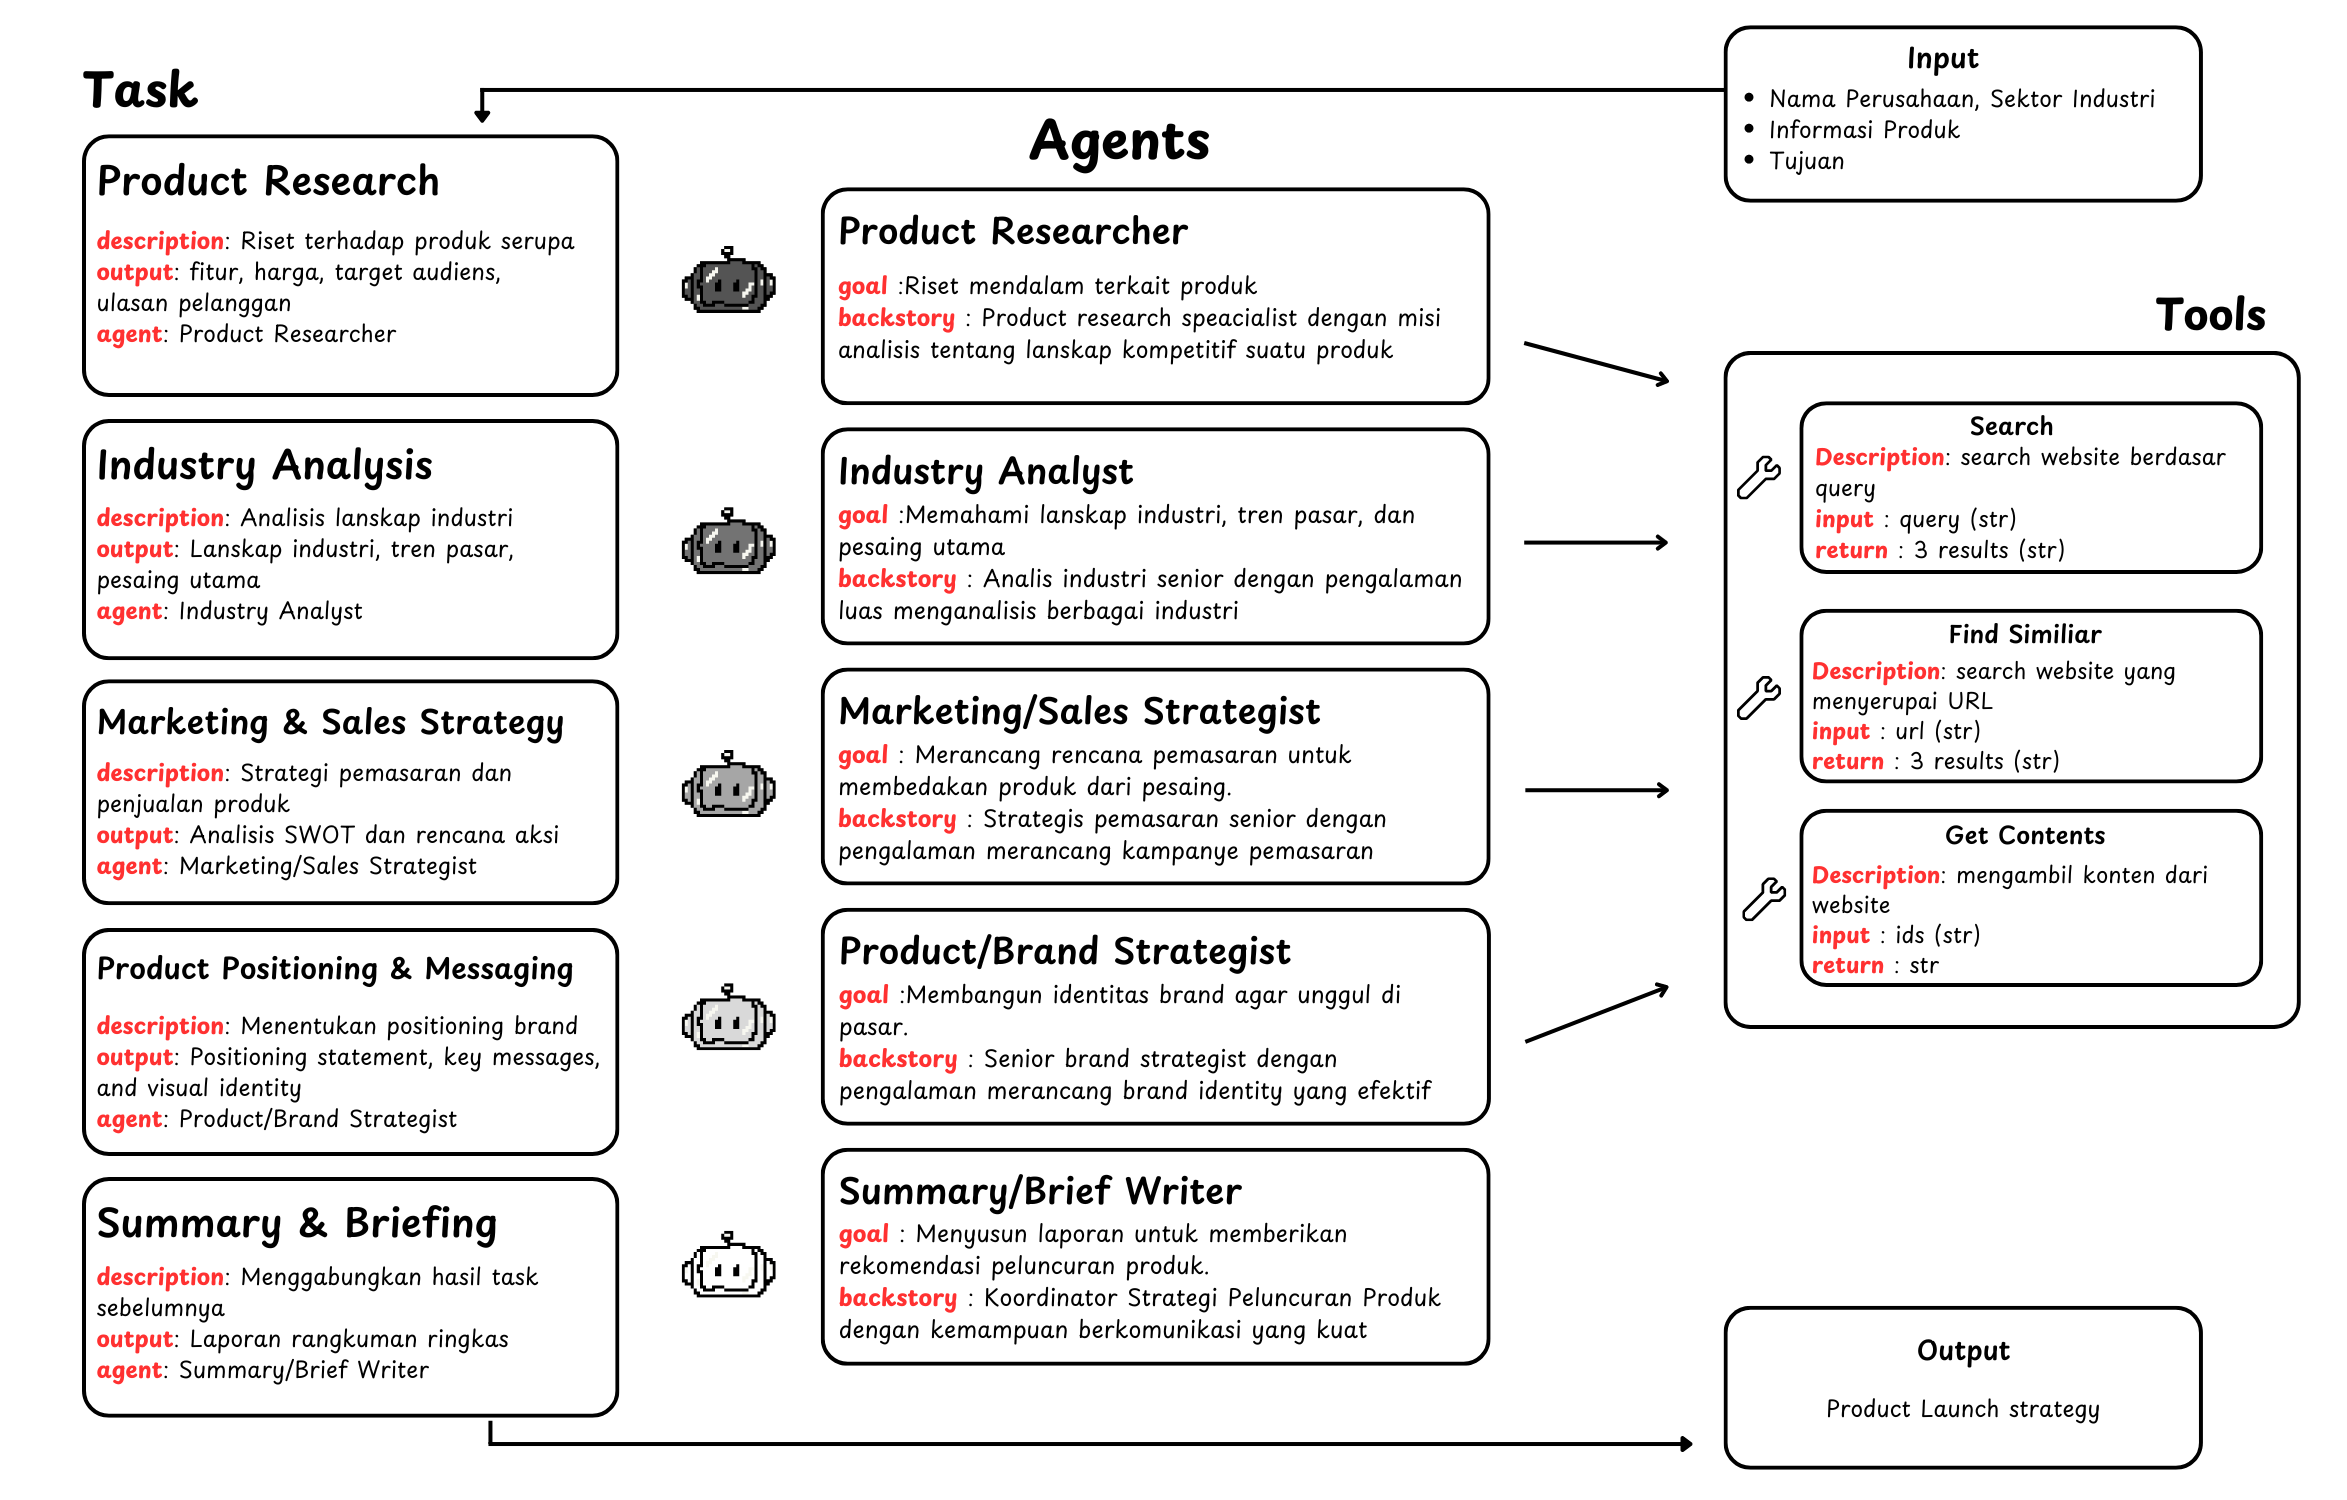 Task
Product Research
description: Riset terhadap produk serupa
output: fitur, harga, target audiens,
ulasan pelanggan
agent: Product Researcher
Industry Analysis
description: Analisis lanskap industri
output: Lanskap industri, tren pasar,
pesaing utama
agent: Industry Analyst
Marketing & Sales Strategy
description: Strategi pemasaran dan
penjualan produk
output: Analisis SWOT dan rencana aksi
agent: Marketing/Sales Strategist
Product Positioning & Messaging
description: Menentukan positioning brand
output: Positioning statement, key messages,
and visual identity
agent: Product/Brand Strategist
Summary & Briefing
description: Menggabungkan hasil task
sebelumnya
output: Laporan rangkuman ringkas
agent: Summary/Brief Writer
Agents
Product Researcher
goal :Riset mendalam terkait produk
backstory : Product research speacialist dengan misi
analisis tentang lanskap kompetitif suatu produk
Industry Analyst
goal :Memahami lanskap industri, tren pasar, dan
pesaing utama
backstory : Analis industri senior dengan pengalaman
luas menganalisis berbagai industri
Marketing/Sales Strategist
goal : Merancang rencana pemasaran untuk
membedakan produk dari pesaing.
backstory : Strategis pemasaran senior dengan
pengalaman merancang kampanye pemasaran
Product/Brand Strategist
goal :Membangun identitas brand agar unggul di
pasar.
backstory : Senior brand strategist dengan
pengalaman merancang brand identity yang efektif
Summary/Brief Writer
goal : Menyusun laporan untuk memberikan
rekomendasi peluncuran produk.
backstory : Koordinator Strategi Peluncuran Produk
dengan kemampuan berkomunikasi yang kuat
Input
• Nama Perusahaan, Sektor Industri
• Informasi Produk
• Tujuan
Tools
Search
Description: search website berdasar
query
input : query (str)
return : 3 results (str)
Find Similiar
Description: search website yang
menyerupai URL
input : url (str)
return : 3 results (str)
Get Contents
Description: mengambil konten dari
website
input : ids (str)
return : str
Output
Product Launch strategy